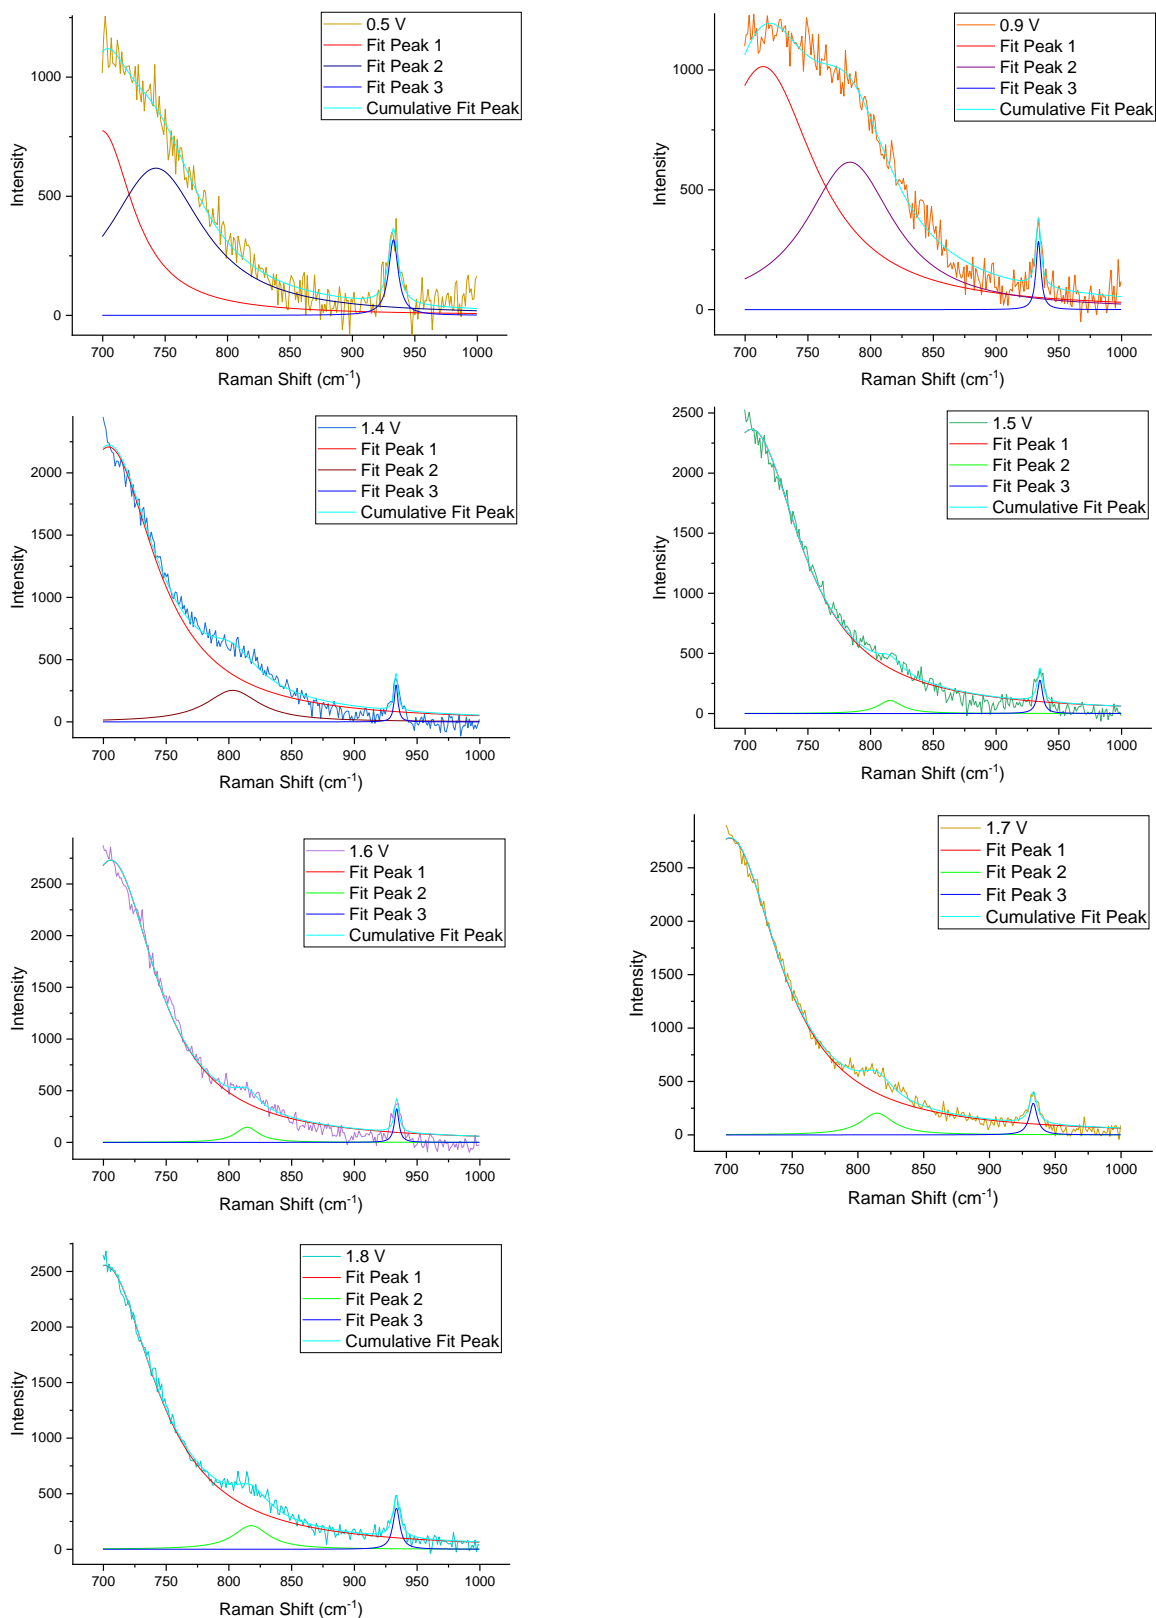 0.5 V
Fit Peak 1
Fit Peak 2
Fit Peak 3
Cumulative Fit Peak
1000
500
0
Intensity
700 750 800 850 900 950 1000
Raman Shift (cm⁻¹)
0.9 V
Fit Peak 1
Fit Peak 2
Fit Peak 3
Cumulative Fit Peak
1000
500
0
Intensity
700 750 800 850 900 950 1000
Raman Shift (cm⁻¹)
1.4 V
Fit Peak 1
Fit Peak 2
Fit Peak 3
Cumulative Fit Peak
2000
1500
1000
500
0
Intensity
700 750 800 850 900 950 1000
Raman Shift (cm⁻¹)
1.5 V
Fit Peak 1
Fit Peak 2
Fit Peak 3
Cumulative Fit Peak
2500
2000
1500
1000
500
0
Intensity
700 750 800 850 900 950 1000
Raman Shift (cm⁻¹)
1.6 V
Fit Peak 1
Fit Peak 2
Fit Peak 3
Cumulative Fit Peak
2500
2000
1500
1000
500
0
Intensity
700 750 800 850 900 950 1000
Raman Shift (cm⁻¹)
1.7 V
Fit Peak 1
Fit Peak 2
Fit Peak 3
Cumulative Fit Peak
2500
2000
1500
1000
500
0
Intensity
700 750 800 850 900 950 1000
Raman Shift (cm⁻¹)
1.8 V
Fit Peak 1
Fit Peak 2
Fit Peak 3
Cumulative Fit Peak
2500
2000
1500
1000
500
0
Intensity
700 750 800 850 900 950 1000
Raman Shift (cm⁻¹)